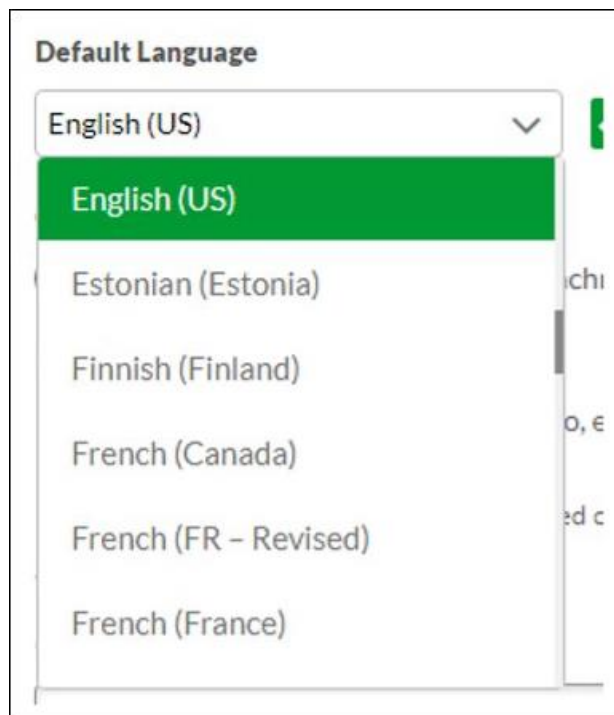 Default Language
English (US)
English (US)
Estonian (Estonia)
Finnish (Finland)
French (Canada)
French (FR – Revised)
French (France)